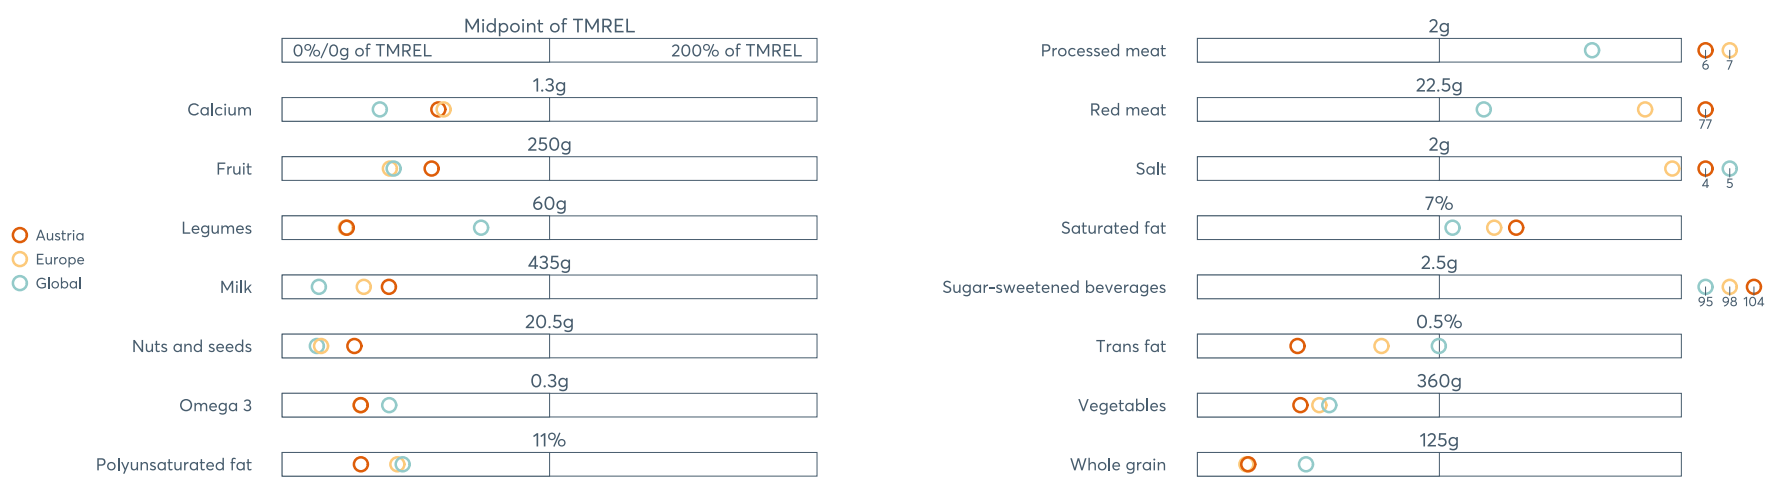 Midpoint of TMREL
0%/0g of TMREL 200% of TMREL
1.3g
Calcium
250g
Fruit
60g
Legumes
435g
Milk
20.5g
Nuts and seeds
0.3g
Omega 3
11%
Polyunsaturated fat
Austria
Europe
Global
2g
Processed meat
6 7
22.5g
Red meat
77
2g
Salt
4 5
7%
Saturated fat
2.5g
Sugar-sweetened beverages
95 98 104
0.5%
Trans fat
360g
Vegetables
125g
Whole grain